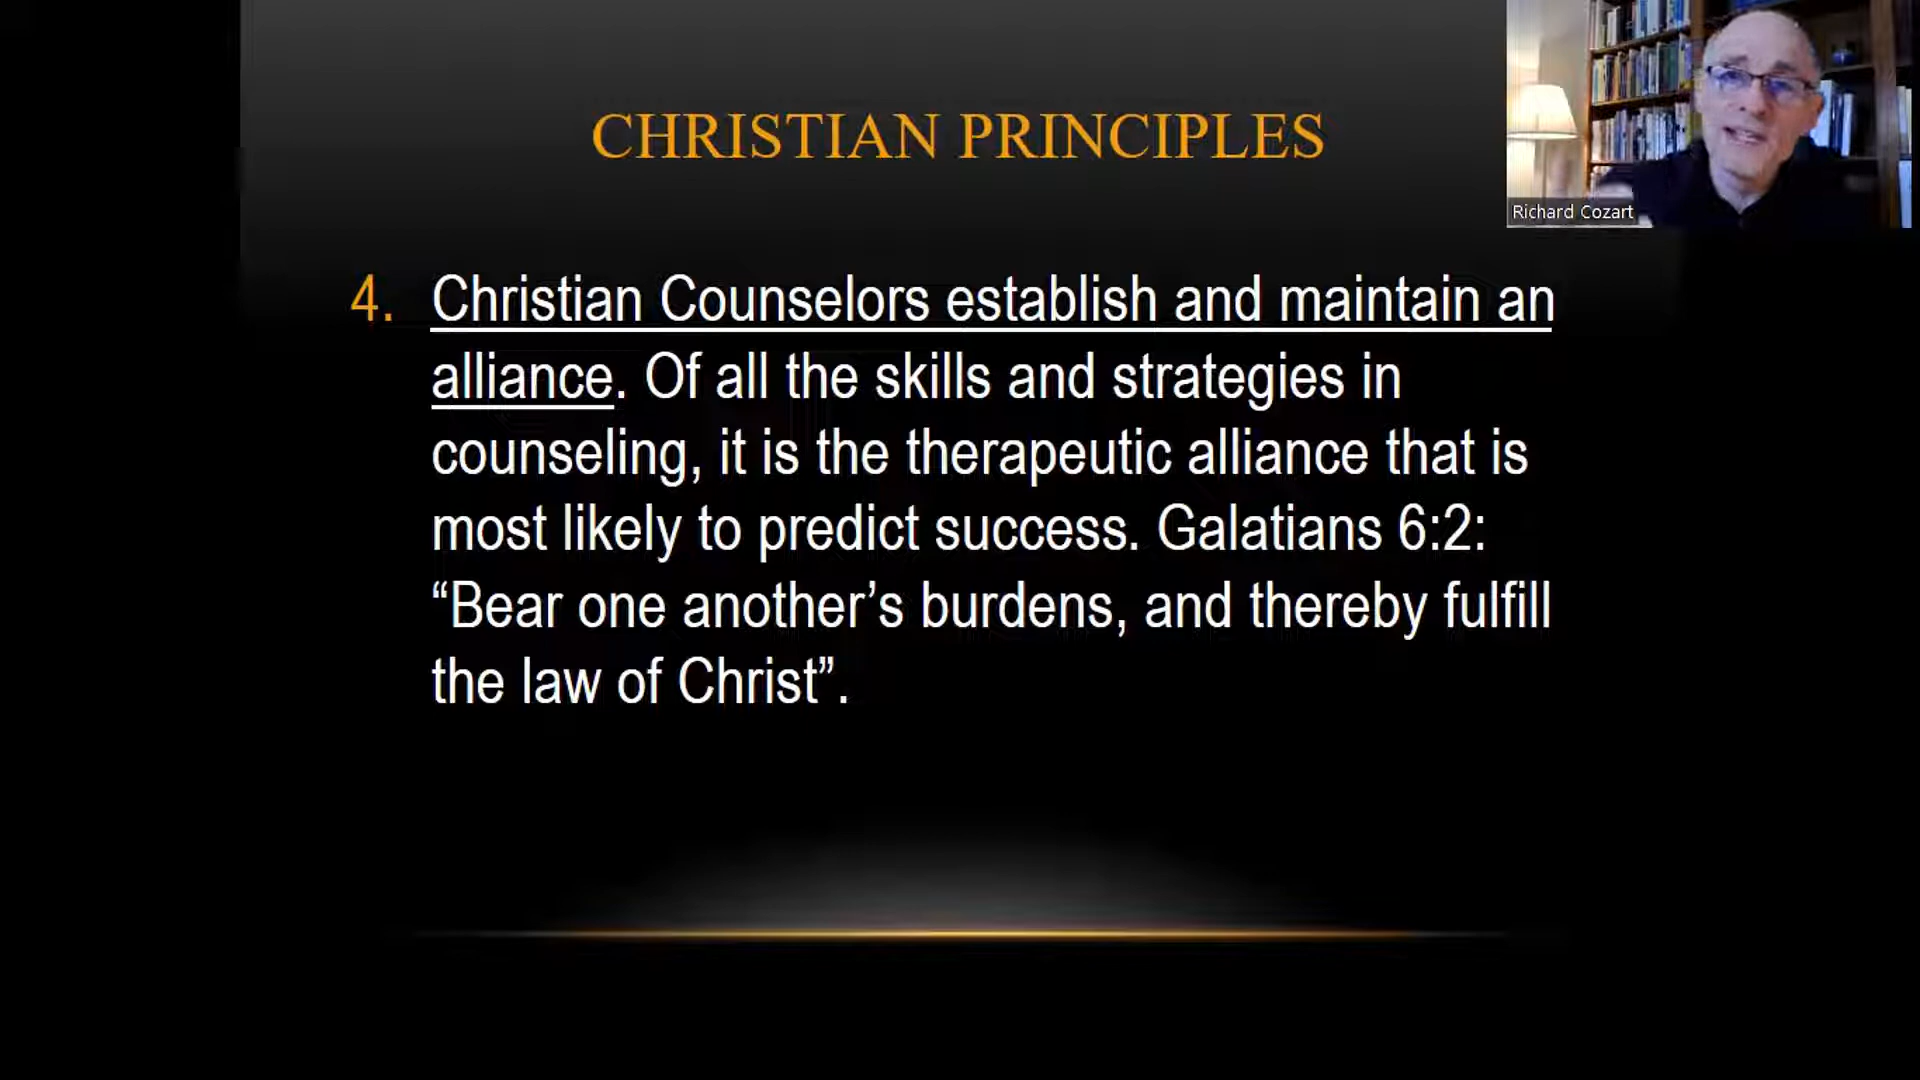 CHRISTIAN PRINCIPLES
Richard Cozart
4. Christian Counselors establish and maintain an
alliance. Of all the skills and strategies in
counseling, it is the therapeutic alliance that is
most likely to predict success. Galatians 6:2:
“Bear one another’s burdens, and thereby fulfill
the law of Christ”.